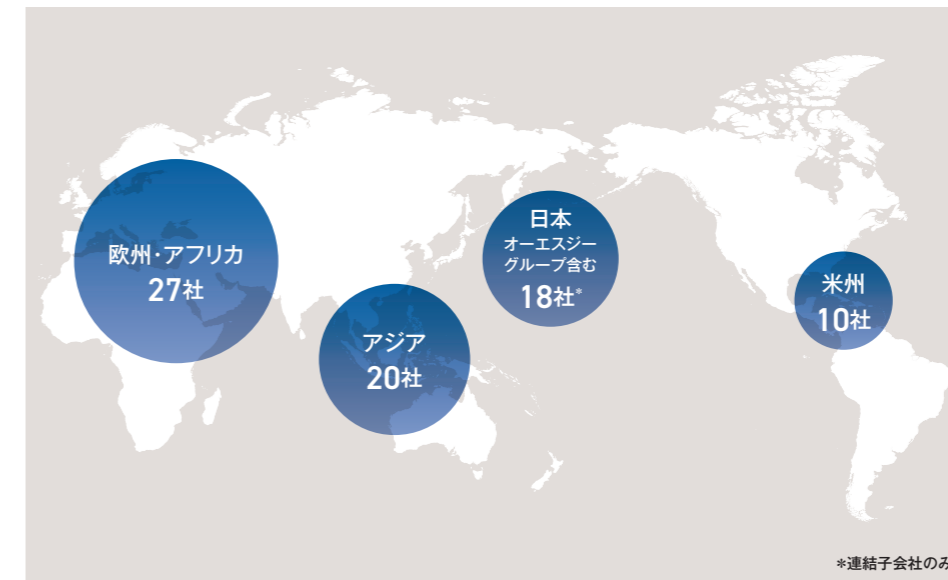 欧州・アフリカ
27社
アジア
20社
日本
オーエスジー
グループ含む
18社*
米州
10社
*連結子会社のみ